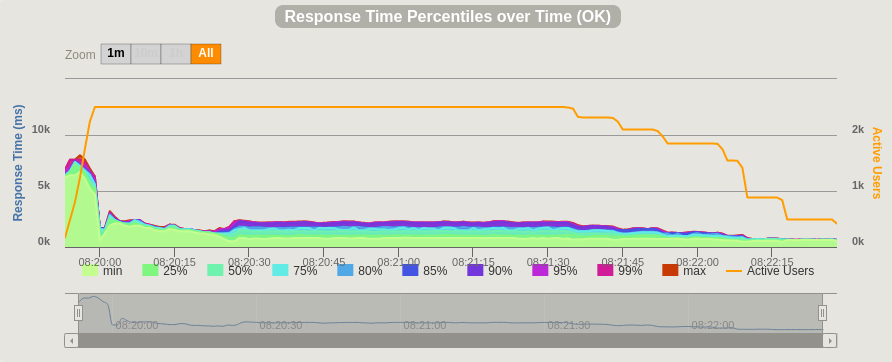 Response Time Percentiles over Time (OK)
Zoom 1m 10m 1h All
Response Time (ms)
10k
5k
0k
2k
1k
0k
Active Users
08:20:00 08:20:15 08:20:30 08:20:45 08:21:00 08:21:15 08:21:30 08:21:45 08:22:00 08:22:15
min 25% 50% 75% 80% 85% 90% 95% 99% max Active Users
08:20:00 08:20:30 08:21:00 08:21:30 08:22:00